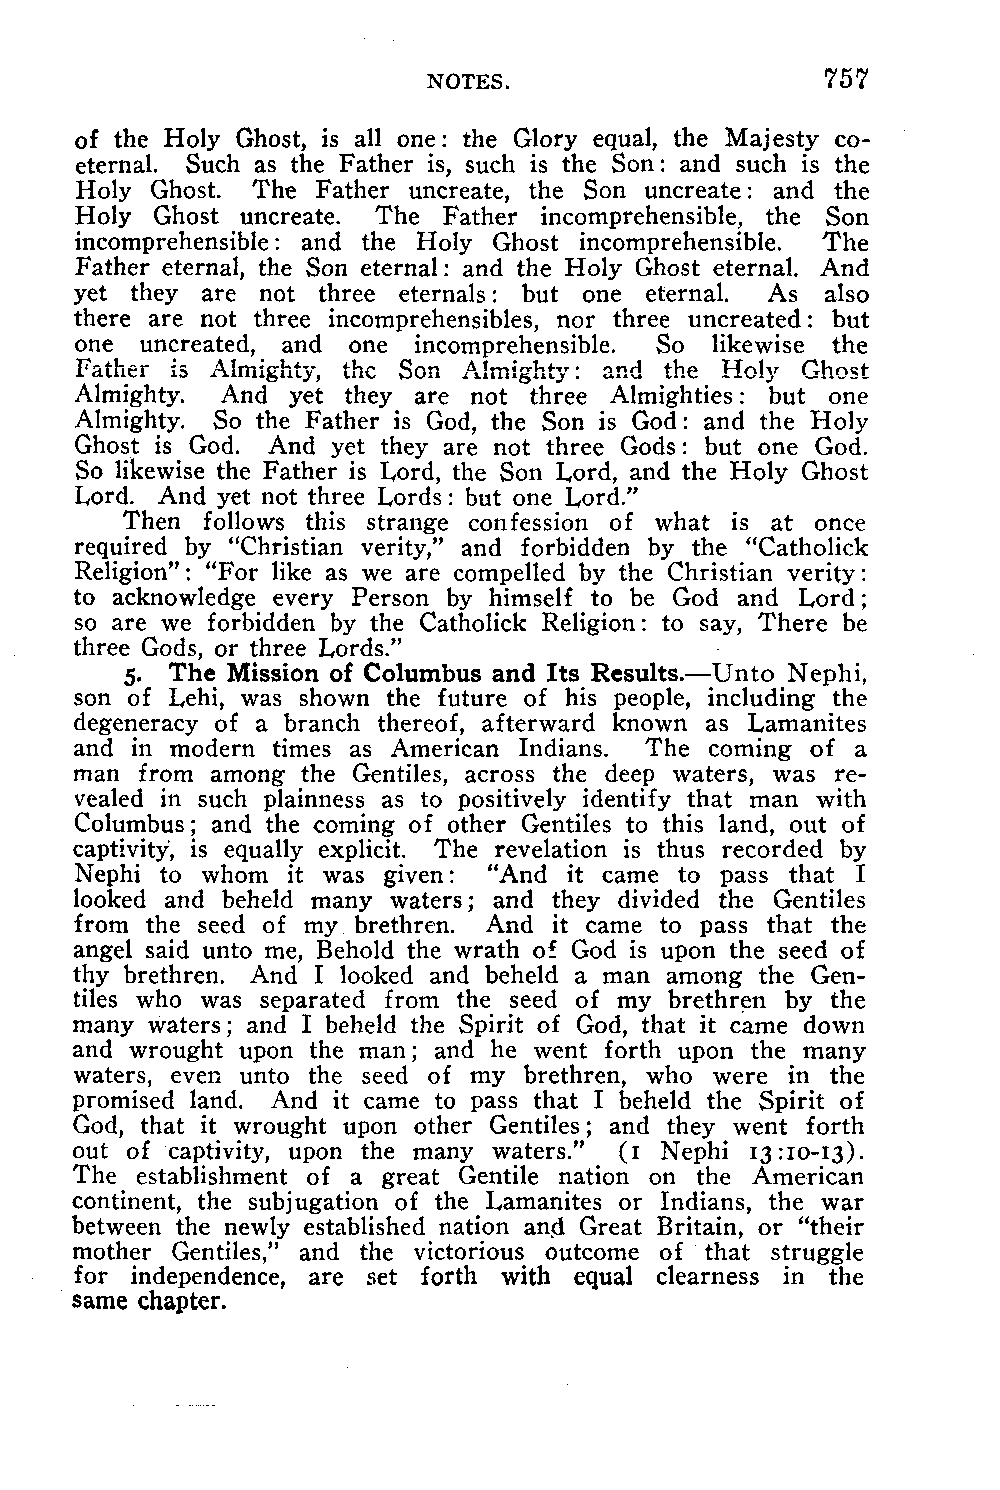 NOTES. 757
of the Holy Ghost, is all one: the Glory equal, the Majesty co-
eternal. Such as the Father is, such is the Son: and such is the
Holy Ghost. The Father uncreate, the Son uncreate: and the
Holy Ghost uncreate. The Father incomprehensible, the Son
incomprehensible: and the Holy Ghost incomprehensible. The
Father eternal, the Son eternal: and the Holy Ghost eternal. And
yet they are not three eternals: but one eternal. As also
there are not three incomprehensibles, nor three uncreated: but
one uncreated, and one incomprehensible. So likewise the
Father is Almighty, the Son Almighty: and the Holy Ghost
Almighty. And yet they are not three Almighties: but one
Almighty. So the Father is God, the Son is God: and the Holy
Ghost is God. And yet they are not three Gods: but one God.
So likewise the Father is Lord, the Son Lord, and the Holy Ghost
Lord. And yet not three Lords: but one Lord.”
Then follows this strange confession of what is at once
required by “Christian verity,” and forbidden by the “Catholick
Religion”: “For like as we are compelled by the Christian verity:
to acknowledge every Person by himself to be God and Lord;
so are we forbidden by the Catholick Religion: to say, There be
three Gods, or three Lords.”
5. The Mission of Columbus and Its Results.—Unto Nephi,
son of Lehi, was shown the future of his people, including the
degeneracy of a branch thereof, afterward known as Lamanites
and in modern times as American Indians. The coming of a
man from among the Gentiles, across the deep waters, was re-
vealed in such plainness as to positively identify that man with
Columbus; and the coming of other Gentiles to this land, out of
captivity, is equally explicit. The revelation is thus recorded by
Nephi to whom it was given: “And it came to pass that I
looked and beheld many waters; and they divided the Gentiles
from the seed of my brethren. And it came to pass that the
angel said unto me, Behold the wrath of God is upon the seed of
thy brethren. And I looked and beheld a man among the Gen-
tiles who was separated from the seed of my brethren by the
many waters; and I beheld the Spirit of God, that it came down
and wrought upon the man; and he went forth upon the many
waters, even unto the seed of my brethren, who were in the
promised land. And it came to pass that I beheld the Spirit of
God, that it wrought upon other Gentiles; and they went forth
out of captivity, upon the many waters.” (1 Nephi 13:10-13).
The establishment of a great Gentile nation on the American
continent, the subjugation of the Lamanites or Indians, the war
between the newly established nation and Great Britain, or “their
mother Gentiles,” and the victorious outcome of that struggle
for independence, are set forth with equal clearness in the
same chapter.